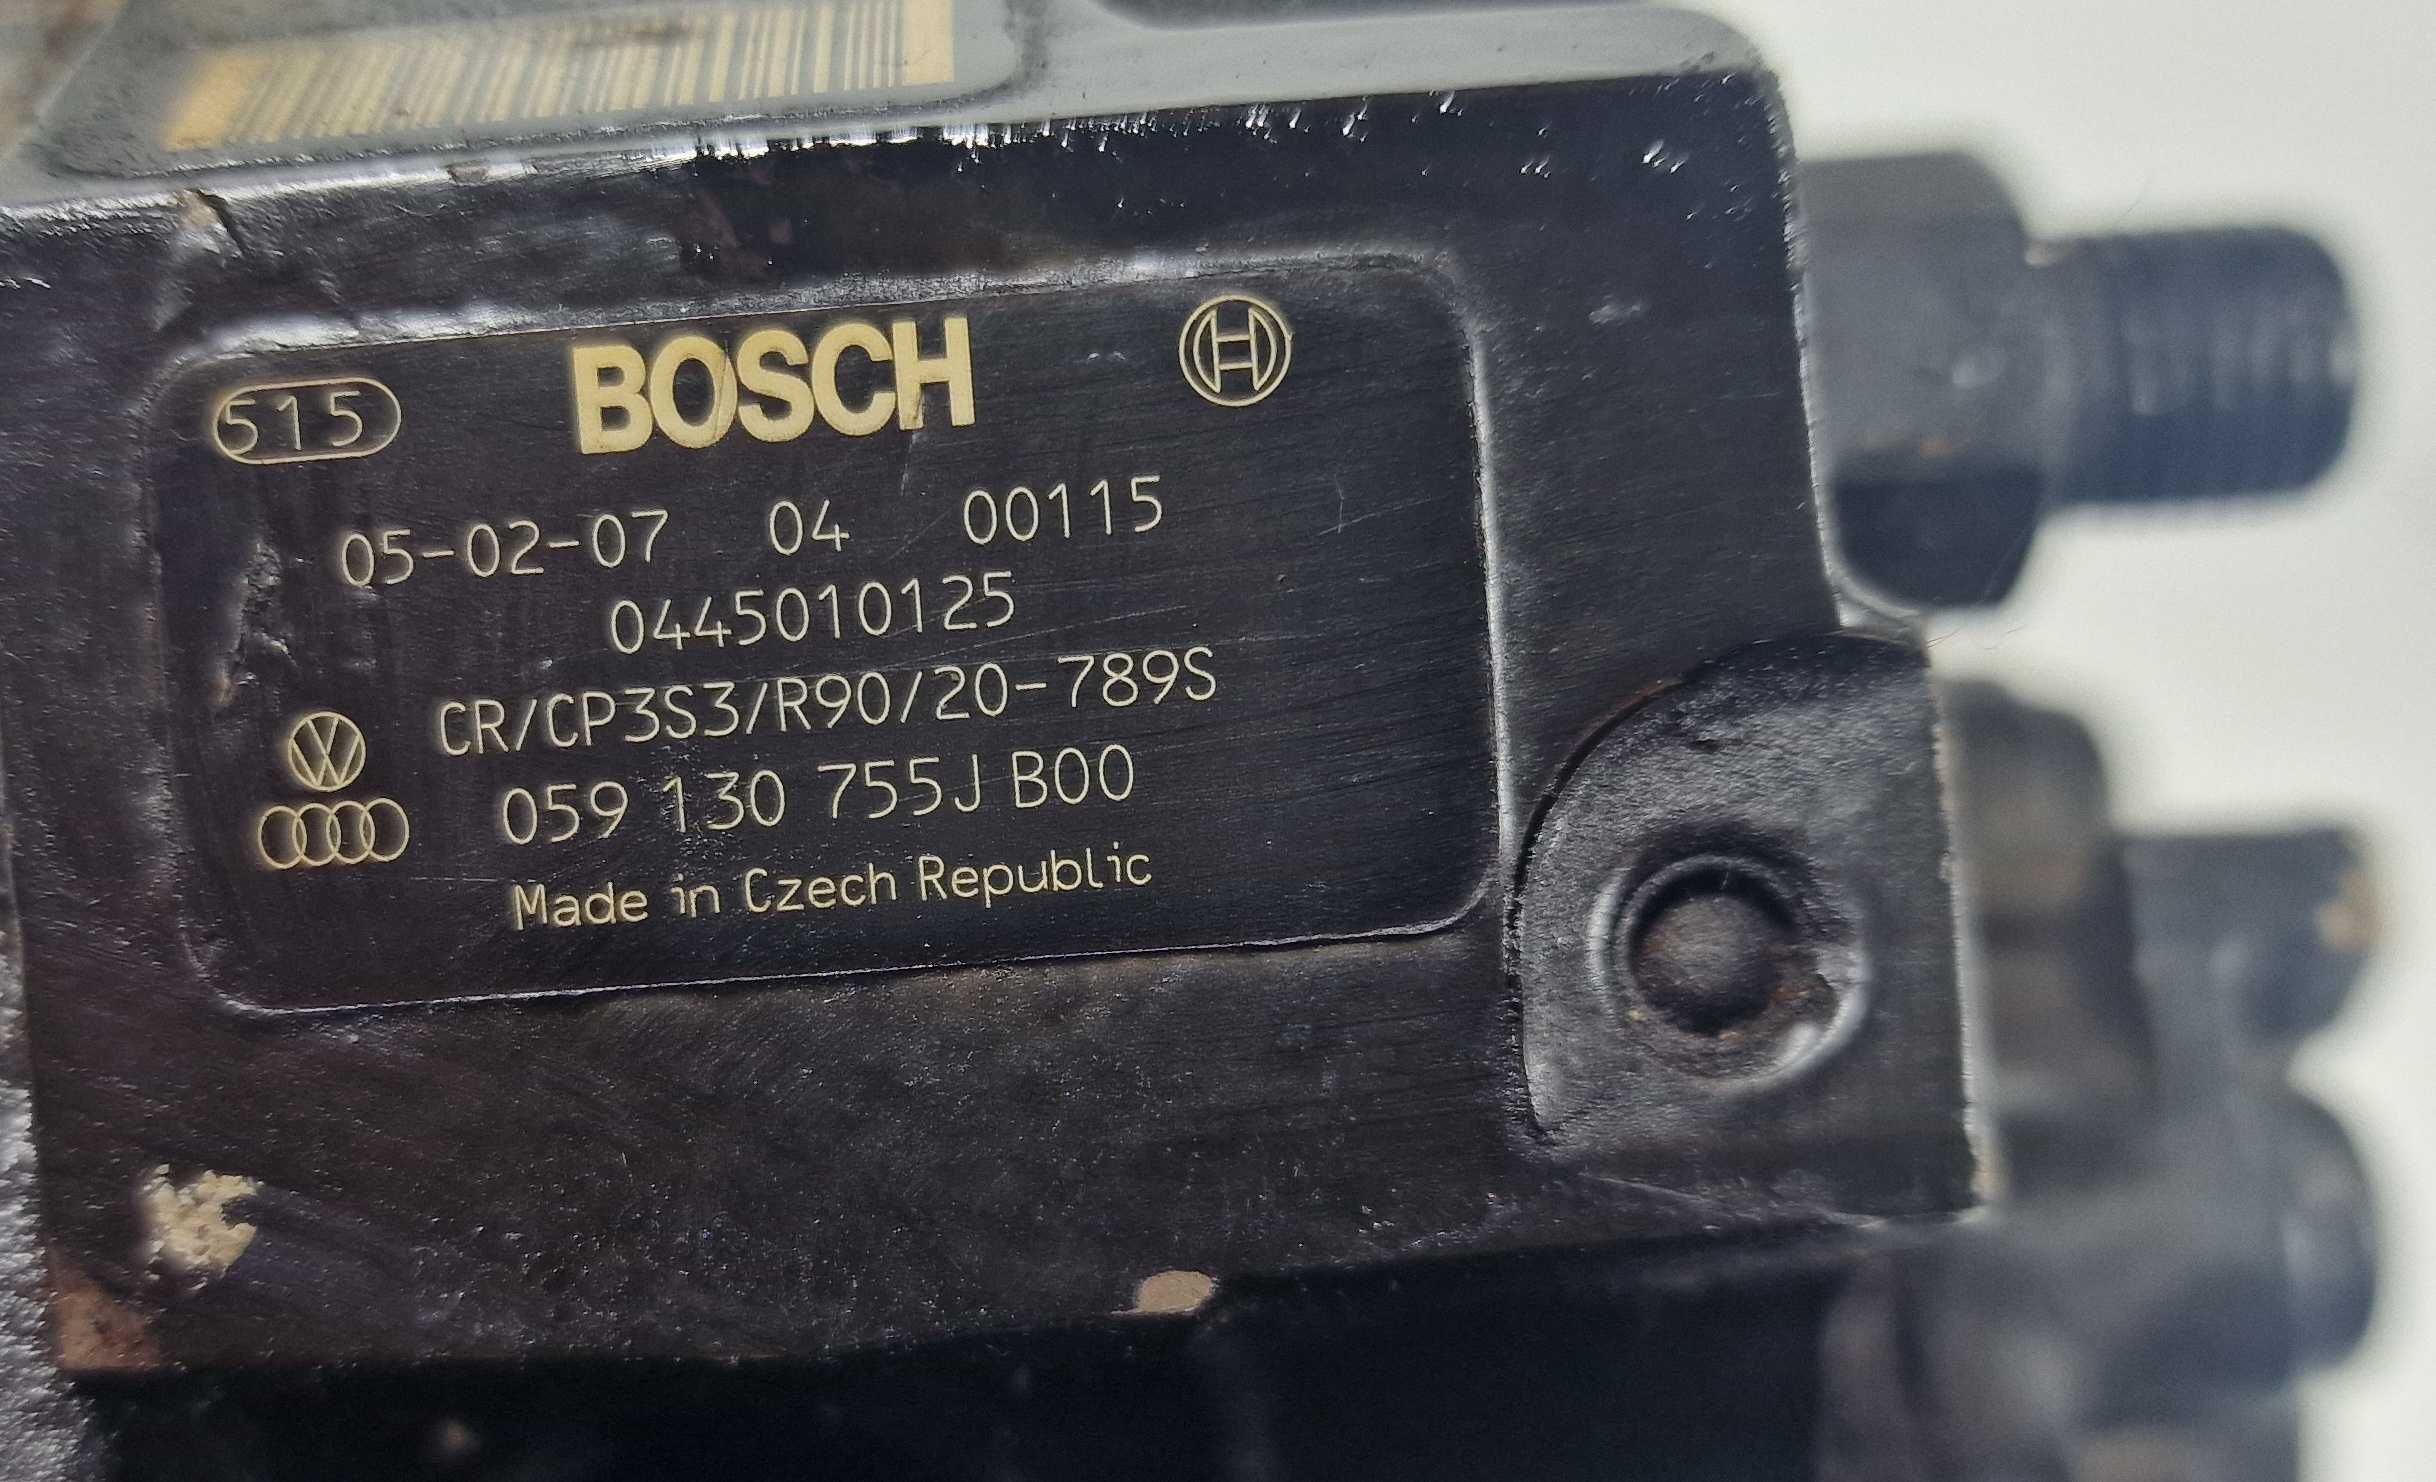 515 BOSCH
05-02-07 04 00115
0445010125
CR/CP3S3/R90/20-789S
059 130 755J B00
Made in Czech Republic